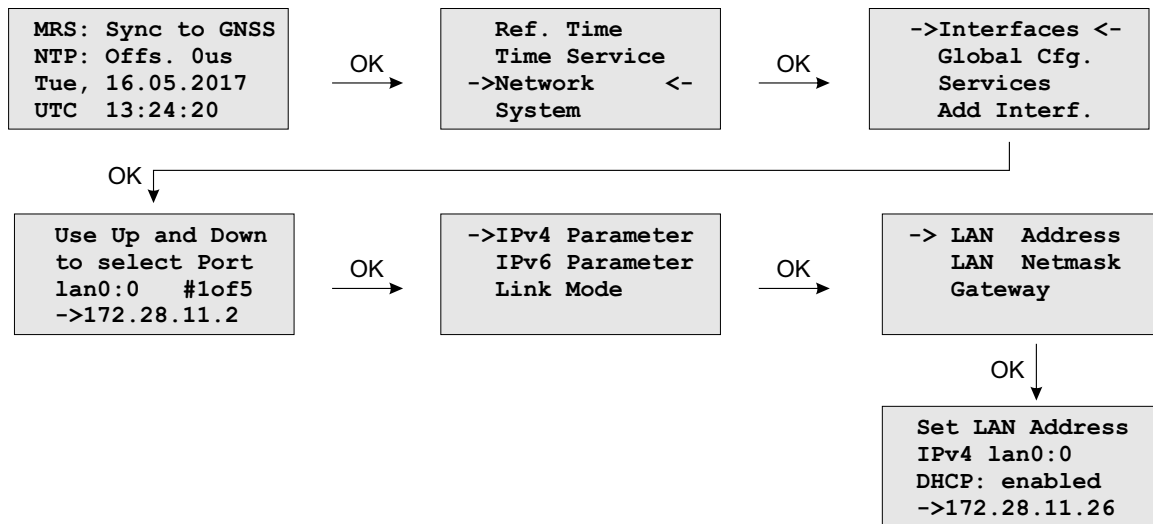 MRS: Sync to GNSS
NTP: Offs. 0us
Tue, 16.05.2017
UTC 13:24:20
OK
Ref. Time
Time Service
->Network <-
System
OK
->Interfaces <-
Global Cfg.
Services
Add Interf.
OK
Use Up and Down
to select Port
lan0:0 #1of5
->172.28.11.2
OK
->IPv4 Parameter
IPv6 Parameter
Link Mode
OK
-> LAN Address
LAN Netmask
Gateway
OK
Set LAN Address
IPv4 lan0:0
DHCP: enabled
->172.28.11.26